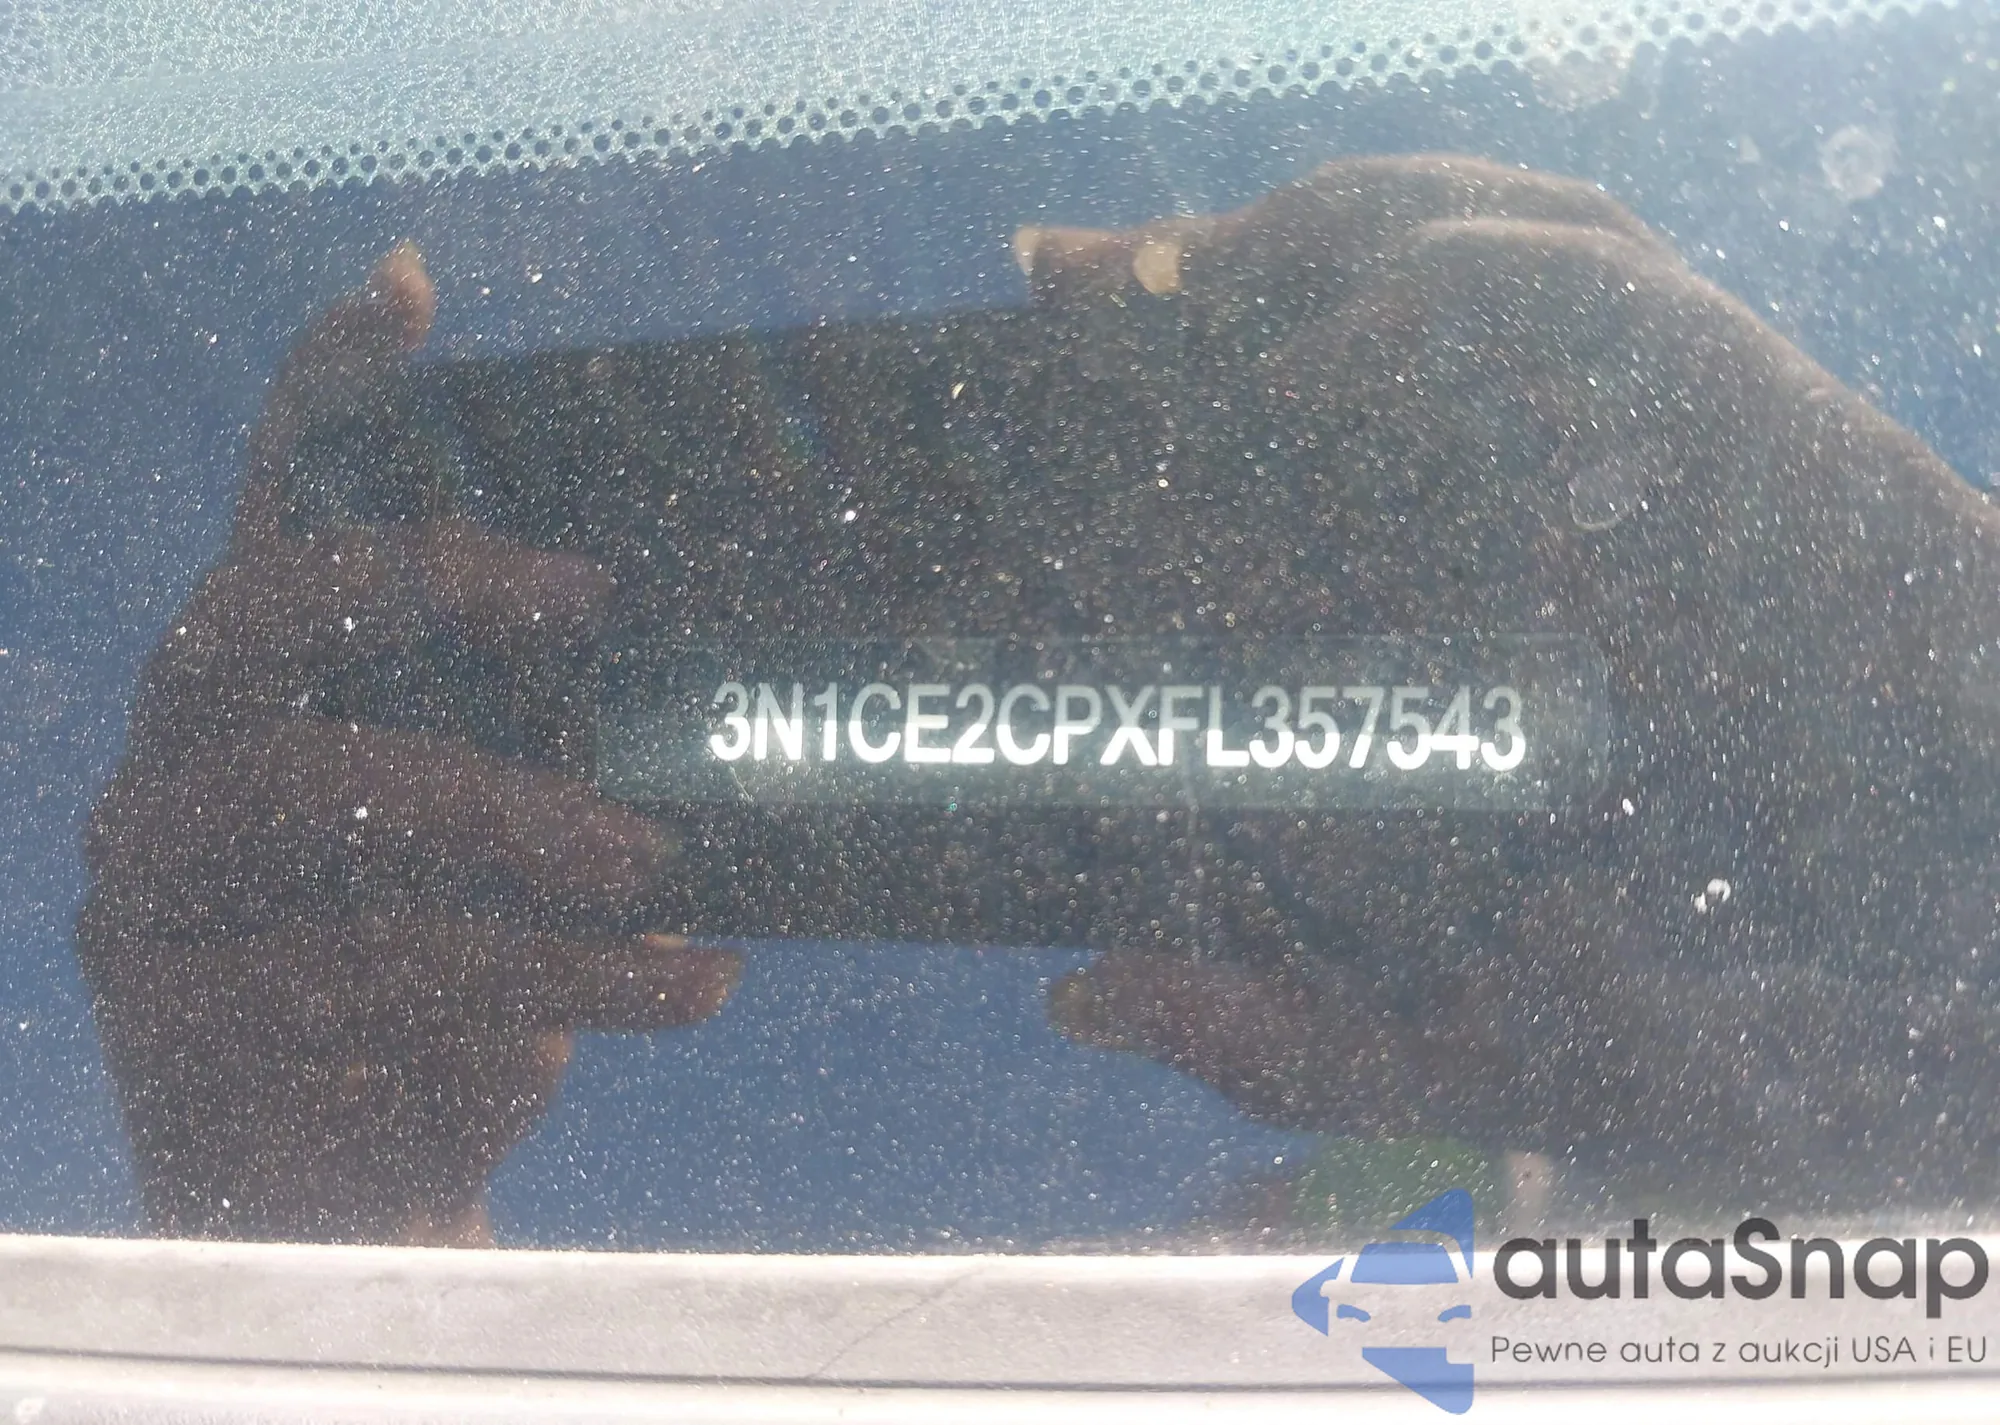 3N1CE2CPXFL357543
autaSnap
Pewne auta z aukcji USA i EU